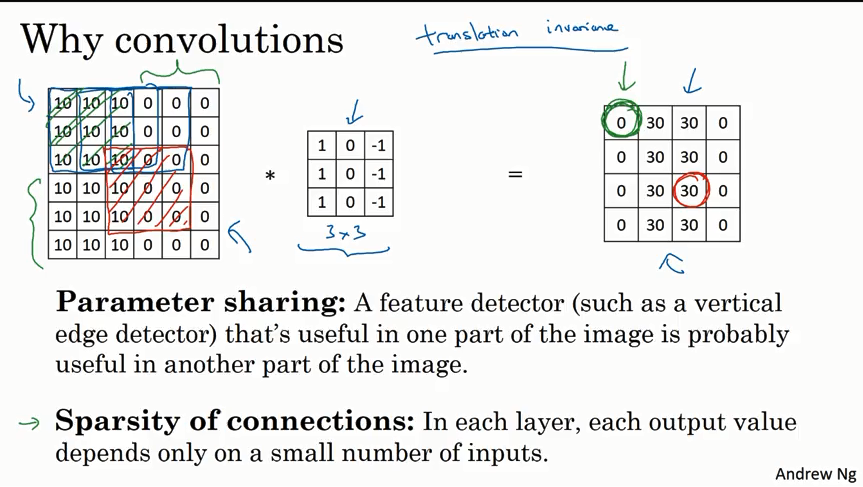 Why convolutions
translation invariance
10 10 10 0 0 0
10 10 10 0 0 0
10 10 10 0 0 0
10 10 10 0 0 0
10 10 10 0 0 0
10 10 10 0 0 0
*
1 0 -1
1 0 -1
1 0 -1
3×3
=
0 30 30 0
0 30 30 0
0 30 30 0
0 30 30 0
Parameter sharing: A feature detector (such as a vertical
edge detector) that's useful in one part of the image is probably
useful in another part of the image.
→ Sparsity of connections: In each layer, each output value
depends only on a small number of inputs.
Andrew Ng